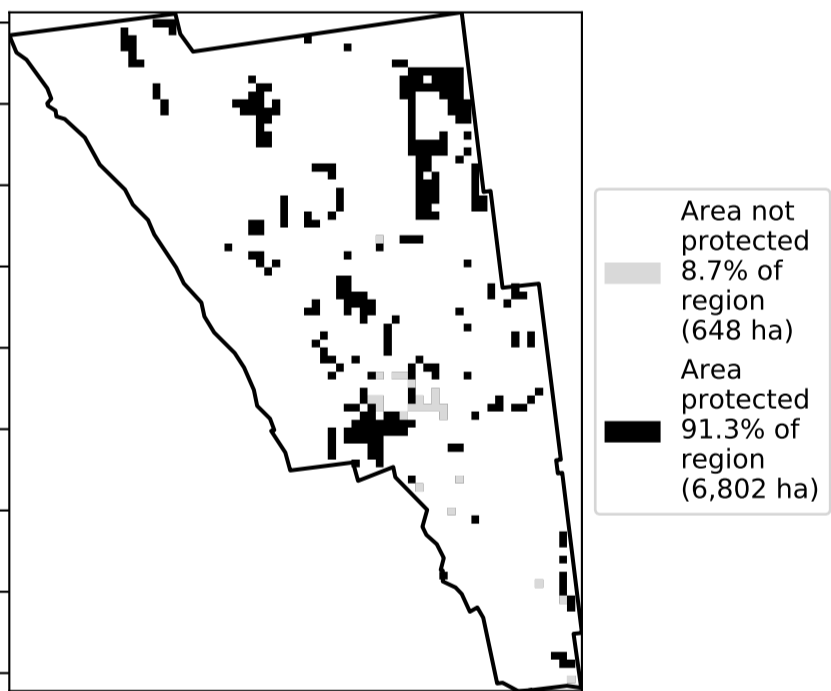 Area not
protected
8.7% of
region
(648 ha)
Area
protected
91.3% of
region
(6,802 ha)